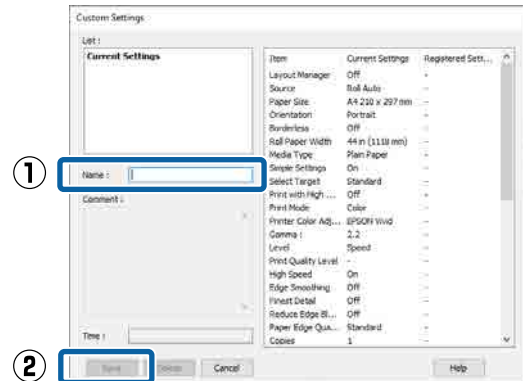 Custom Settings
List :
Current Settings
Item Current Settings Registered Sett...
Layout Manager Off -
Source Roll Auto -
Paper Size A4 210 x 297 mm -
Orientation Portrait -
Borderless Off -
Roll Paper Width 44 in (1118 mm) -
Media Type Plain Paper -
Simple Settings On -
Select Target Standard -
Print with High ... Off -
Print Mode Color -
Printer Color Adj... EPSON Vivid -
Gamma : 2.2 -
Level Speed -
Print Quality Level - -
High Speed On -
Edge Smoothing Off -
Finest Detail Off -
Reduce Edge Bl... Off -
Paper Edge Qua... Standard -
Copies 1 -
① Name :
Comment :
Time :
② Save Delete Cancel Help